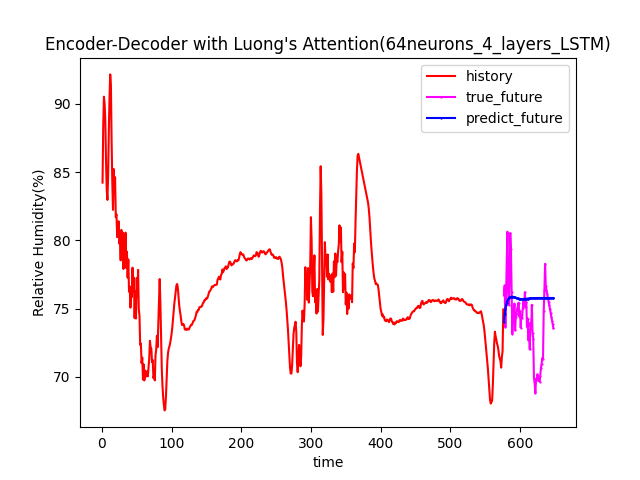 Encoder-Decoder with Luong's Attention(64neurons_4_layers_LSTM)
history
true_future
predict_future
Relative Humidity(%)
90
85
80
75
70
0 100 200 300 400 500 600
time